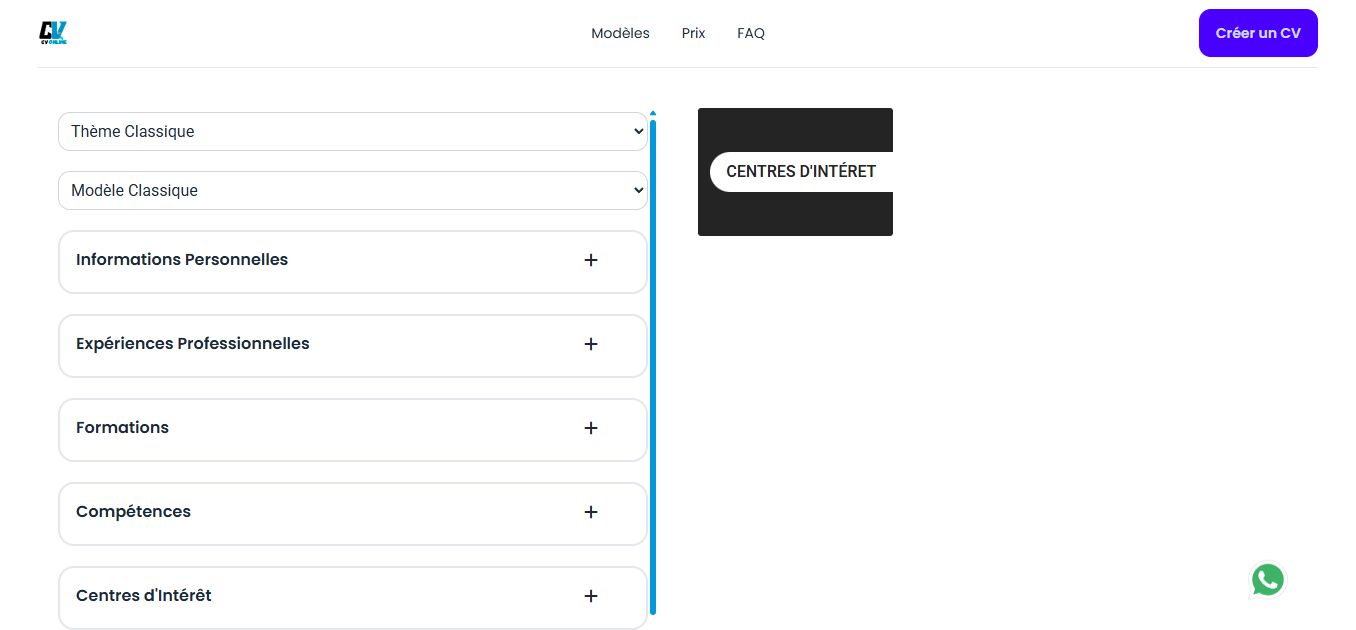 CV
CV ONLINE
Modèles
Prix
FAQ
Créer un CV
Thème Classique
Modèle Classique
Informations Personnelles
+
Expériences Professionnelles
+
Formations
+
Compétences
+
Centres d'Intérêt
+
CENTRES D'INTÉRET